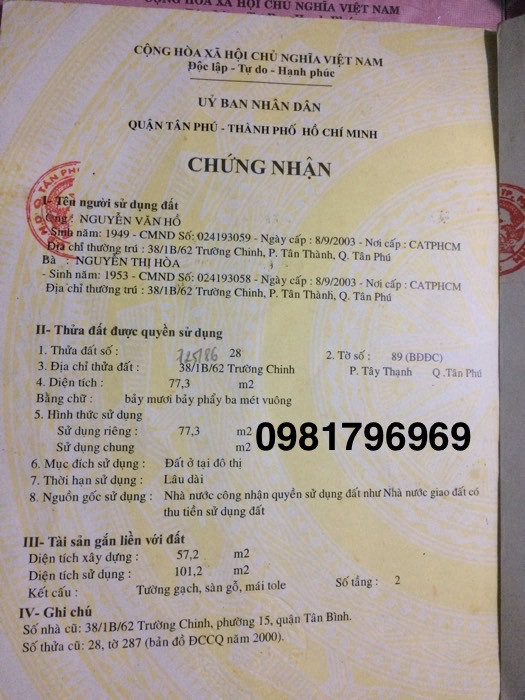 CỘNG HÒA XÃ HỘI CHỦ NGHĨA VIỆT NAM
CỘNG HÒA XÃ HỘI CHỦ NGHĨA VIỆT NAM
Độc lập - Tự do - Hạnh phúc
UỶ BAN NHÂN DÂN
QUẬN TÂN PHÚ - THÀNH PHỐ HỒ CHÍ MINH
CHỨNG NHẬN
I- Tên người sử dụng đất
Ông : NGUYỄN VĂN HỒ
- Sinh năm : 1949 - CMND Số: 024193059 - Ngày cấp : 8/9/2003 - Nơi cấp : CATPHCM
Địa chỉ thường trú : 38/1B/62 Trường Chinh, P. Tân Thành, Q. Tân Phú
Bà : NGUYỄN THỊ HÒA
- Sinh năm : 1953 - CMND Số: 024193058 - Ngày cấp : 8/9/2003 - Nơi cấp : CATPHCM
Địa chỉ thường trú : 38/1B/62 Trường Chinh, P. Tân Thành, Q. Tân Phú
II- Thửa đất được quyền sử dụng
1. Thửa đất số : 28 2. Tờ số : 89 (BĐĐC)
3. Địa chỉ thửa đất : 38/1B/62 Trường Chinh P. Tây Thạnh Q .Tân Phú
4. Diện tích : 77,3 m2
Bằng chữ : bảy mươi bảy phẩy ba mét vuông
5. Hình thức sử dụng
Sử dụng riêng : 77,3 m2
Sử dụng chung m2
0981796969
6. Mục đích sử dụng : Đất ở tại đô thị
7. Thời hạn sử dụng : Lâu dài
8. Nguồn gốc sử dụng : Nhà nước công nhận quyền sử dụng đất như Nhà nước giao đất có
thu tiền sử dụng đất
III- Tài sản gắn liền với đất
Diện tích xây dựng : 57,2 m2
Diện tích sử dụng : 101,2 m2
Kết cấu : Tường gạch, sàn gỗ, mái tole Số tầng : 2
IV- Ghi chú
Số nhà cũ: 38/1B/62 Trường Chinh, phường 15, quận Tân Bình.
Số thửa cũ: 28, tờ 287 (bản đồ ĐCCQ năm 2000).